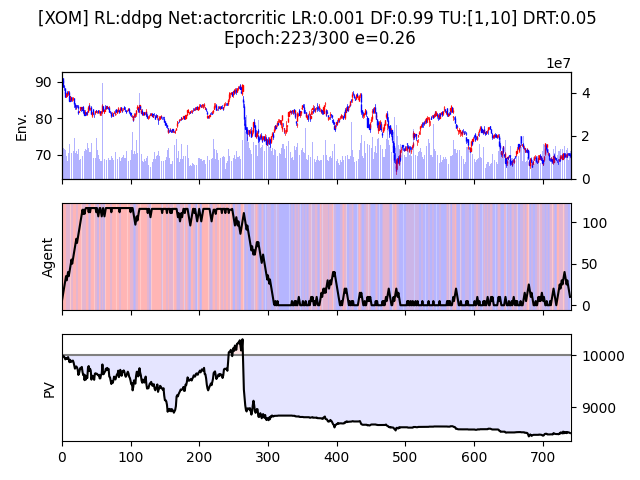 [XOM] RL:ddpg Net:actorcritic LR:0.001 DF:0.99 TU:[1,10] DRT:0.05
Epoch:223/300 e=0.26
1e7
90
80
70
Env.
4
2
0
Agent
100
50
0
PV
10000
9000
0 100 200 300 400 500 600 700